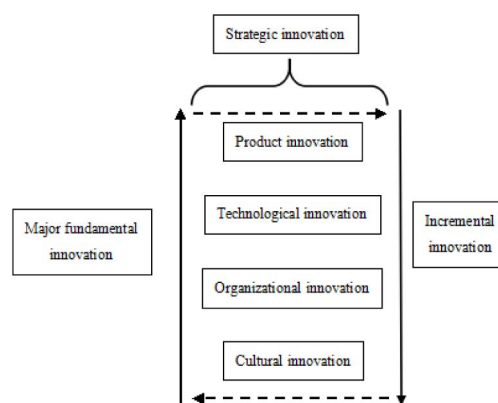 Strategic innovation
Product innovation
Technological innovation
Major fundamental
innovation
Incremental
innovation
Organizational innovation
Cultural innovation